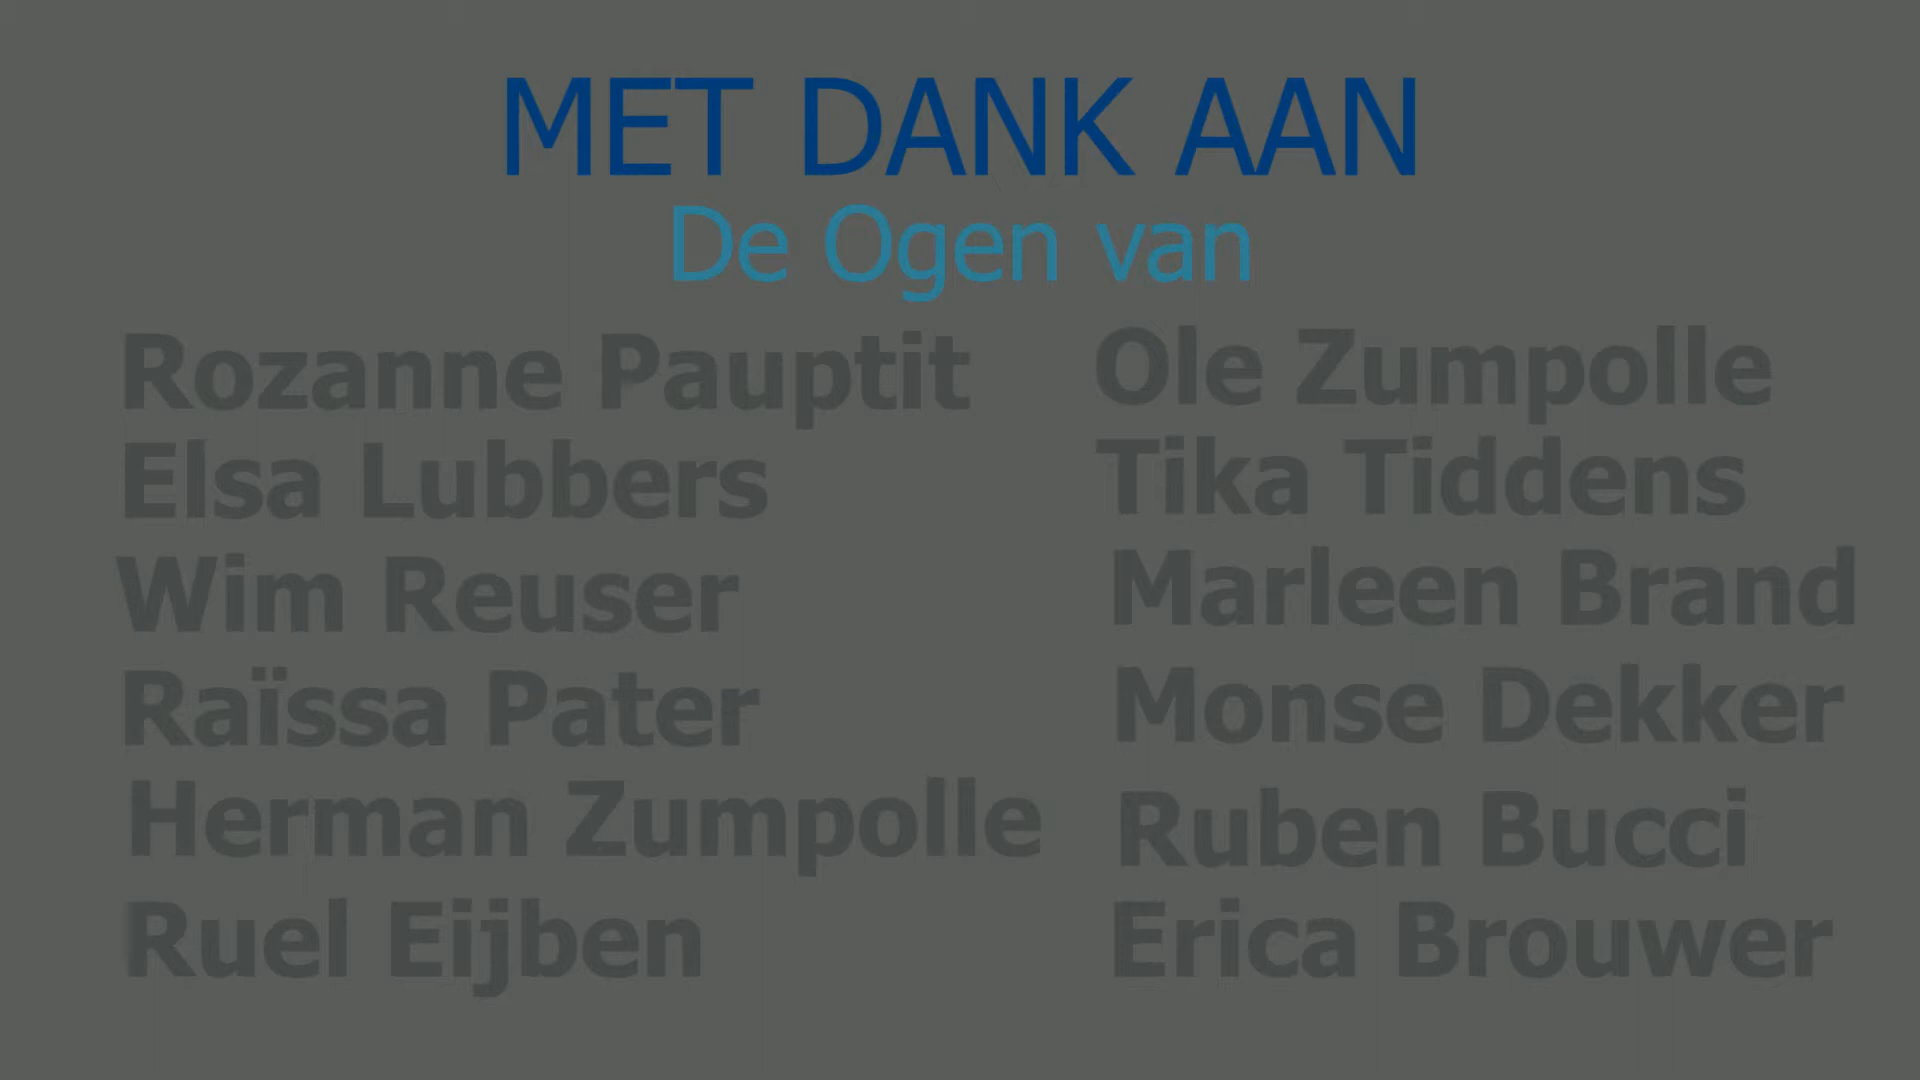 MET DANK AAN
De Ogen van
Rozanne Pauptit
Elsa Lubbers
Wim Reuser
Raïssa Pater
Herman Zumpolle
Ruel Eijben
Ole Zumpolle
Tika Tiddens
Marleen Brand
Monse Dekker
Ruben Bucci
Erica Brouwer